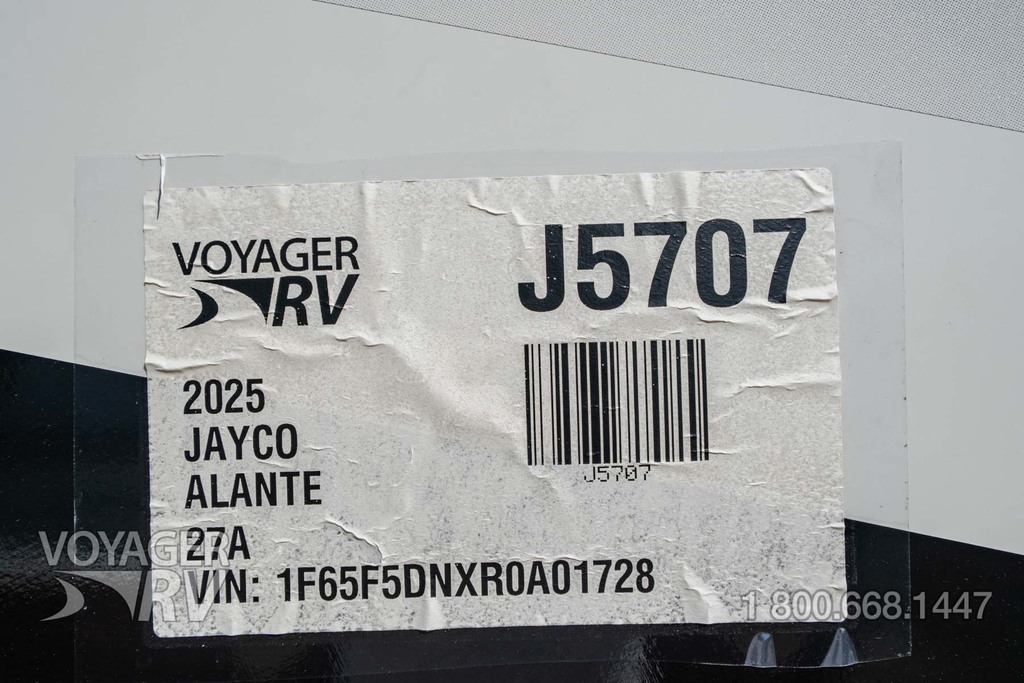 VOYAGER
RV
J5707
J5707
2025
JAYCO
ALANTE
27A
VIN: 1F65F5DNXR0A01728
VOYAGER
RV
1 800.668.1447